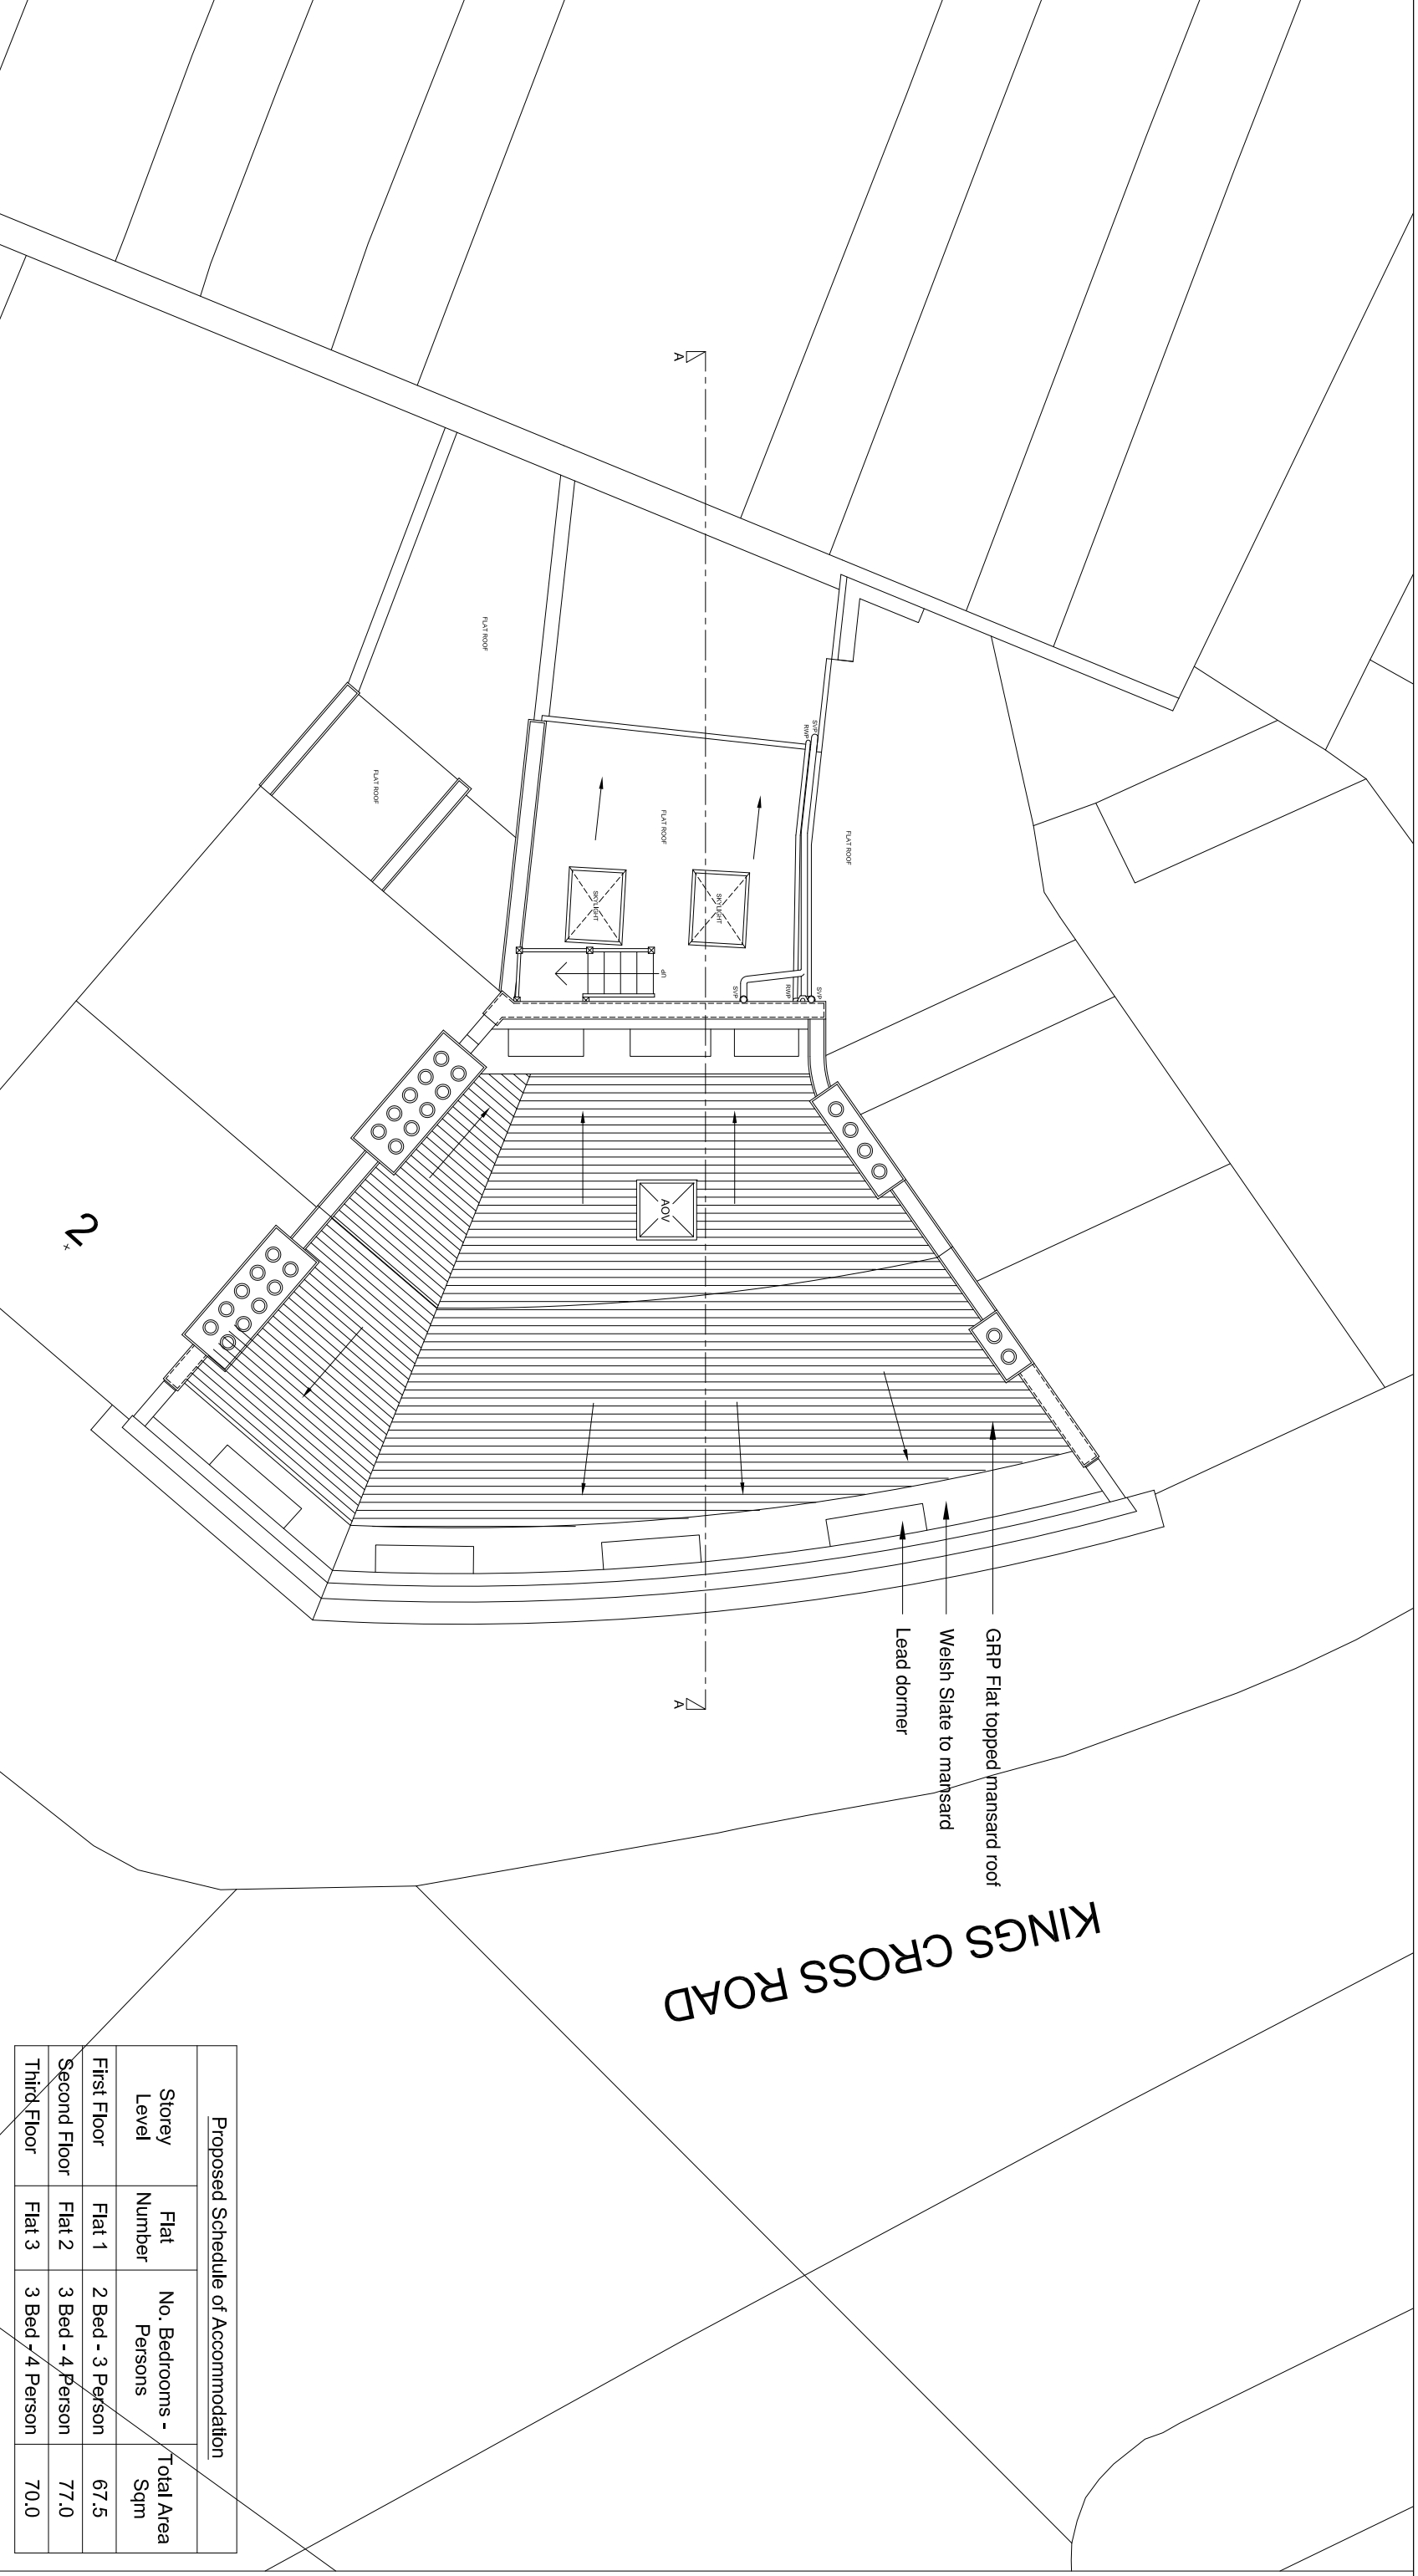 GRP Flat topped mansard roof
Welsh Slate to mansard
Lead dormer
KINGS CROSS ROAD
FLAT ROOF
SVP
RWP
FLAT ROOF
FLAT ROOF
FLAT ROOF
SKYLIGHT
SKYLIGHT
UP
SVP
RWP
SVP
AOV
A
A
2
Proposed Schedule of Accommodation
Storey Level
Flat Number
No. Bedrooms - Persons
Total Area Sqm
First Floor Flat 1 2 Bed - 3 Person 67.5
Second Floor Flat 2 3 Bed - 4 Person 77.0
Third Floor Flat 3 3 Bed - 4 Person 70.0